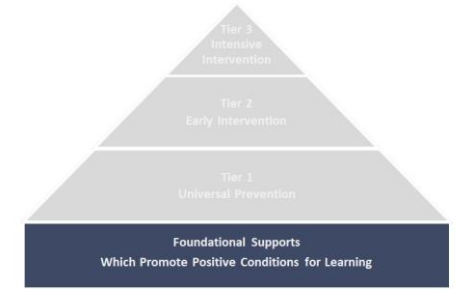 Tier 3
Intensive
Intervention
Tier 2
Early Intervention
Tier 1
Universal Prevention
Foundational Supports
Which Promote Positive Conditions for Learning